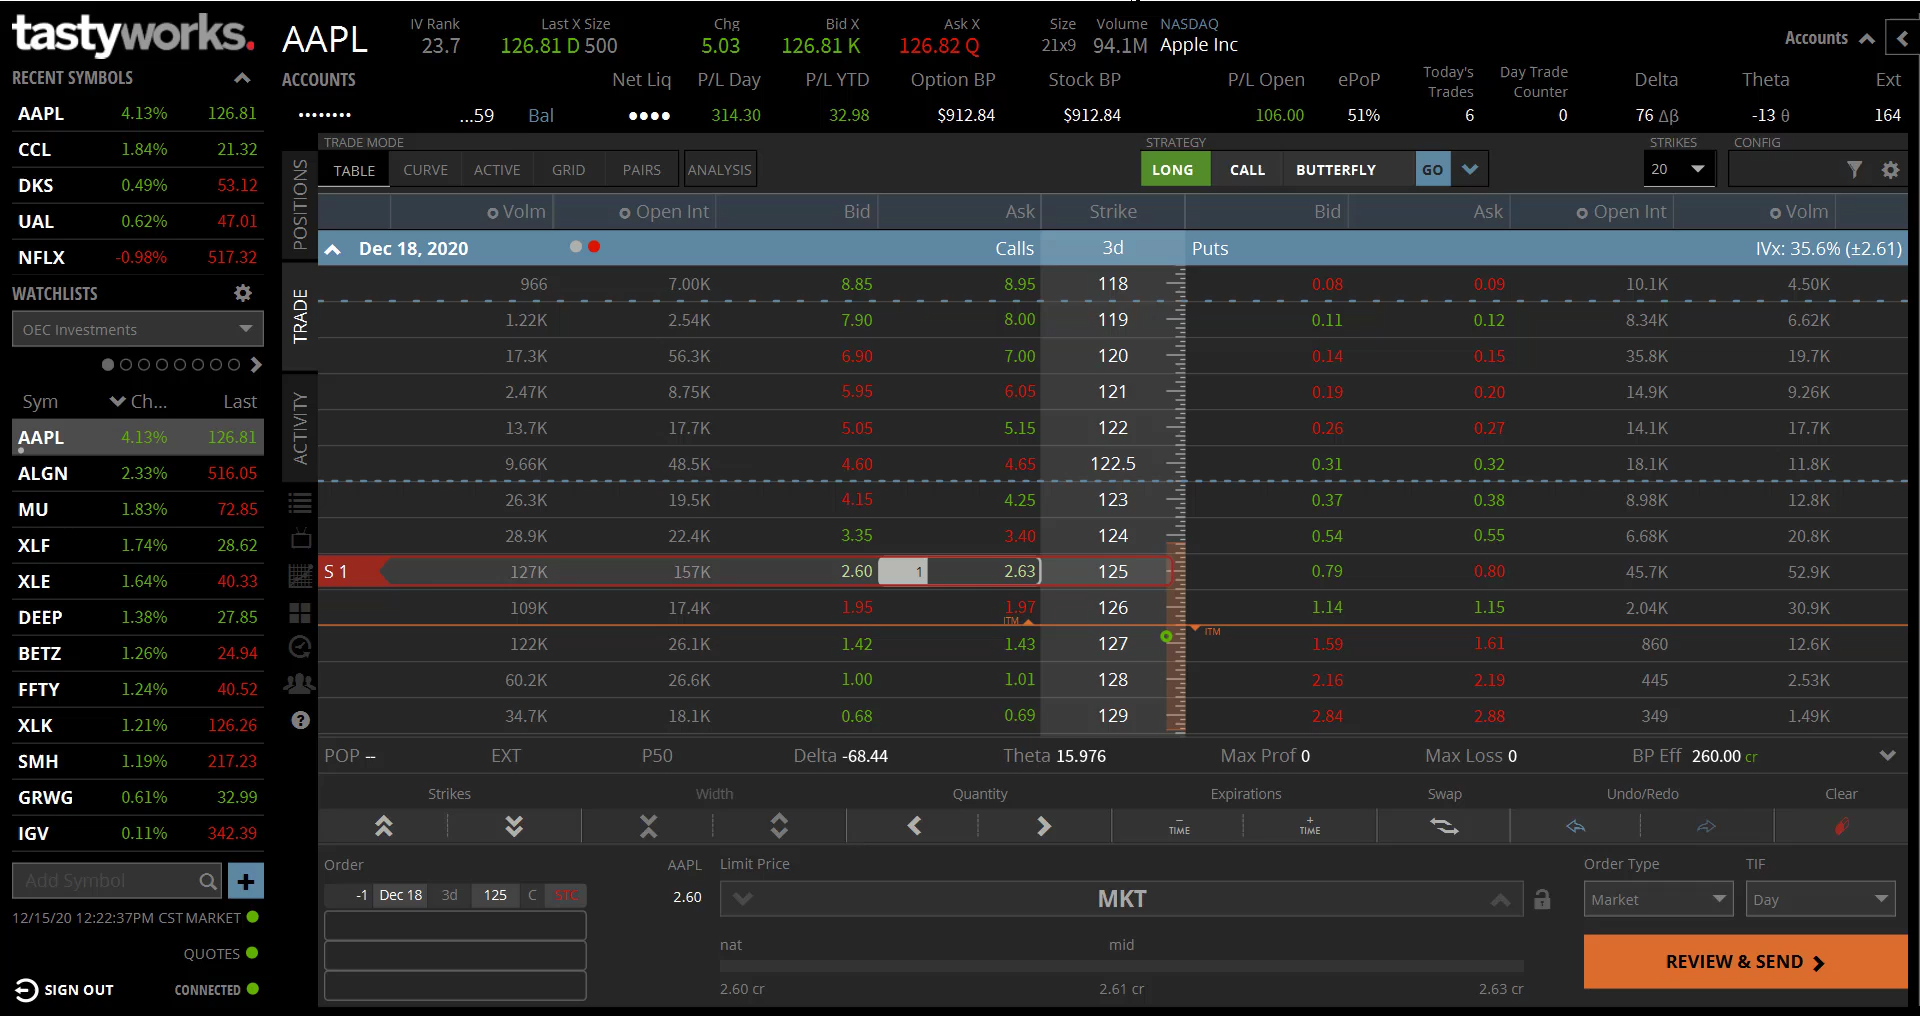 tastyworks.
AAPL
IV Rank
23.7
Last X Size
126.81 D 500
Chg
5.03
Bid X
126.81 K
Ask X
126.82 Q
Size
21x9
Volume
94.1M
NASDAQ
Apple Inc
Accounts
RECENT SYMBOLS
AAPL 4.13% 126.81
CCL 1.84% 21.32
DKS 0.49% 53.12
UAL 0.62% 47.01
NFLX -0.98% 517.32
WATCHLISTS
OEC Investments
Sym Ch... Last
AAPL 4.13% 126.81
ALGN 2.33% 516.05
MU 1.83% 72.85
XLF 1.74% 28.62
XLE 1.64% 40.33
DEEP 1.38% 27.85
BETZ 1.26% 24.94
FFTY 1.24% 40.52
XLK 1.21% 126.26
SMH 1.19% 217.23
GRWG 0.61% 32.99
IGV 0.11% 342.39
Add Symbol
12/15/20 12:22:37PM CST MARKET
QUOTES
SIGN OUT CONNECTED
ACCOUNTS Net Liq P/L Day P/L YTD Option BP Stock BP P/L Open ePoP Today's Trades Day Trade Counter Delta Theta Ext
•••••••• ...59 Bal •••• 314.30 32.98 $912.84 $912.84 106.00 51% 6 0 76 Δβ -13 θ 164
POSITIONS
TRADE
ACTIVITY
TRADE MODE
TABLE CURVE ACTIVE GRID PAIRS ANALYSIS
STRATEGY
LONG CALL BUTTERFLY GO
STRIKES
20
CONFIG
Volm Open Int Bid Ask Strike Bid Ask Open Int Volm
Dec 18, 2020 Calls 3d Puts IVx: 35.6% (±2.61)
966 7.00K 8.85 8.95 118 0.08 0.09 10.1K 4.50K
1.22K 2.54K 7.90 8.00 119 0.11 0.12 8.34K 6.62K
17.3K 56.3K 6.90 7.00 120 0.14 0.15 35.8K 19.7K
2.47K 8.75K 5.95 6.05 121 0.19 0.20 14.9K 9.26K
13.7K 17.7K 5.05 5.15 122 0.26 0.27 14.1K 17.7K
9.66K 48.5K 4.60 4.65 122.5 0.31 0.32 18.1K 11.8K
26.3K 19.5K 4.15 4.25 123 0.37 0.38 8.98K 12.8K
28.9K 22.4K 3.35 3.40 124 0.54 0.55 6.68K 20.8K
S 1 127K 157K 2.60 1 2.63 125 0.79 0.80 45.7K 52.9K
109K 17.4K 1.95 1.97 126 1.14 1.15 2.04K 30.9K
ITM ITM
122K 26.1K 1.42 1.43 127 1.59 1.61 860 12.6K
60.2K 26.6K 1.00 1.01 128 2.16 2.19 445 2.53K
34.7K 18.1K 0.68 0.69 129 2.84 2.88 349 1.49K
POP -- EXT P50 Delta -68.44 Theta 15.976 Max Prof 0 Max Loss 0 BP Eff 260.00 cr
Strikes Width Quantity Expirations Swap Undo/Redo Clear
− TIME + TIME
Order AAPL Limit Price Order Type TIF
-1 Dec 18 3d 125 C STC 2.60 MKT Market Day
nat mid
2.60 cr 2.61 cr 2.63 cr
REVIEW & SEND